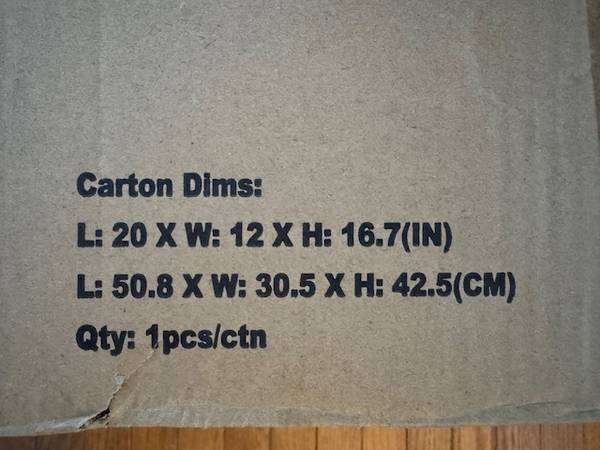 Carton Dims:
L: 20 X W: 12 X H: 16.7(IN)
L: 50.8 X W: 30.5 X H: 42.5(CM)
Qty: 1pcs/ctn